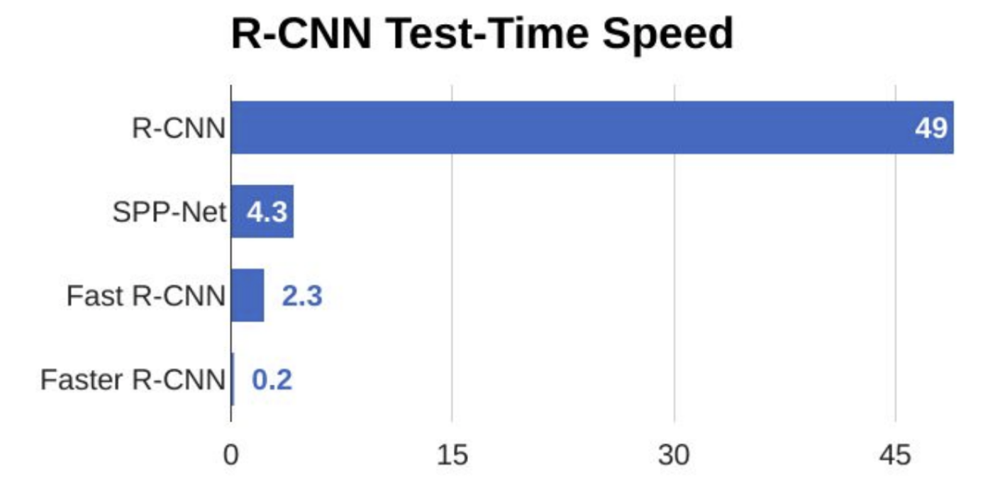 R-CNN Test-Time Speed
R-CNN 49
SPP-Net 4.3
Fast R-CNN 2.3
Faster R-CNN 0.2
0 15 30 45